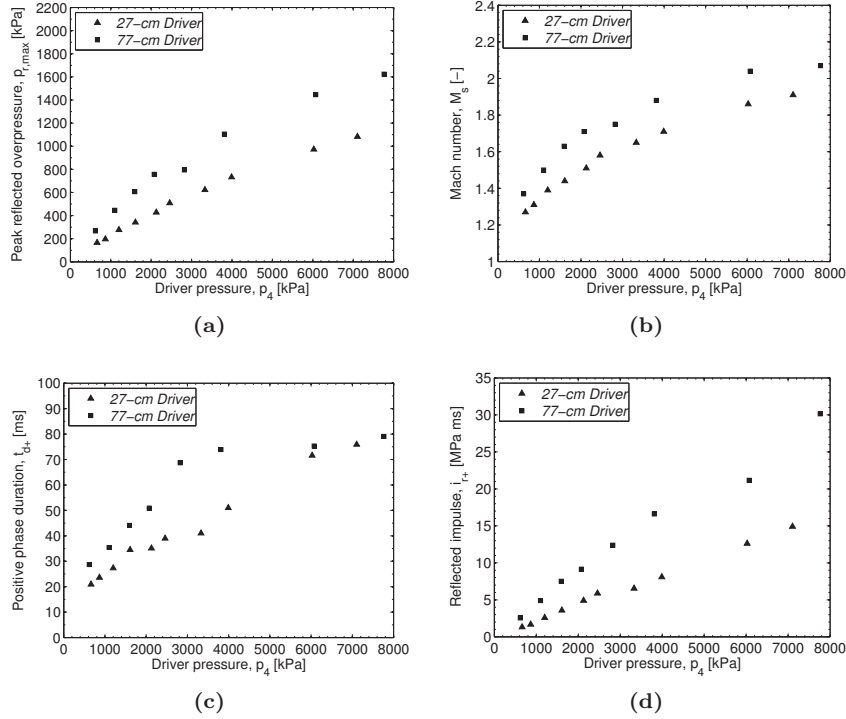 2200
2000
1800
1600
1400
1200
1000
800
600
400
200
0
Peak reflected overpressure, p_r,max [kPa]
27−cm Driver
77−cm Driver
0 1000 2000 3000 4000 5000 6000 7000 8000
Driver pressure, p_4 [kPa]
(a)
2.4
2.2
2
1.8
1.6
1.4
1.2
1
Mach number, M_s [−]
27−cm Driver
77−cm Driver
0 1000 2000 3000 4000 5000 6000 7000 8000
Driver pressure, p_4 [kPa]
(b)
100
90
80
70
60
50
40
30
20
10
0
Positive phase duration, t_d+ [ms]
27−cm Driver
77−cm Driver
0 1000 2000 3000 4000 5000 6000 7000 8000
Driver pressure, p_4 [kPa]
(c)
35
30
25
20
15
10
5
0
Reflected impulse, i_r+ [MPa ms]
27−cm Driver
77−cm Driver
0 1000 2000 3000 4000 5000 6000 7000 8000
Driver pressure, p_4 [kPa]
(d)